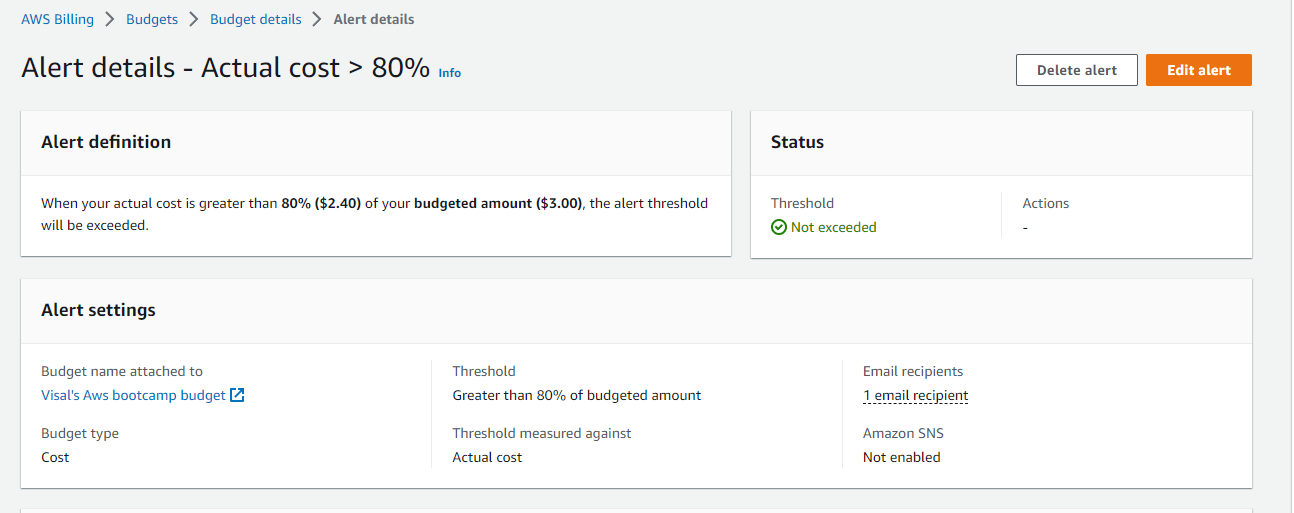 AWS Billing > Budgets > Budget details > Alert details
Alert details - Actual cost > 80% Info
Delete alert
Edit alert
Alert definition
When your actual cost is greater than 80% ($2.40) of your budgeted amount ($3.00), the alert threshold
will be exceeded.
Status
Threshold
Not exceeded
Actions
-
Alert settings
Budget name attached to
Visal's Aws bootcamp budget
Budget type
Cost
Threshold
Greater than 80% of budgeted amount
Threshold measured against
Actual cost
Email recipients
1 email recipient
Amazon SNS
Not enabled